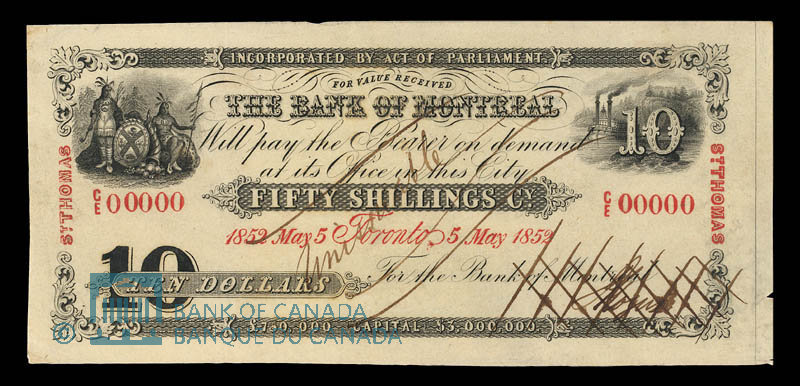 INCORPORATED BY ACT OF PARLIAMENT.
FOR VALUE RECEIVED
THE BANK OF MONTREAL
Will pay the Bearer on demand
at its Office in this City
10
FIFTY SHILLINGS CY.
ST THOMAS
C/E 00000
C/E 00000
ST THOMAS
1852 May 5 Toronto, 5 May 1852
10
TEN DOLLARS
For the Bank of Montreal
£750,000. CAPITAL $3,000,000.
© BANK OF CANADA
BANQUE DU CANADA